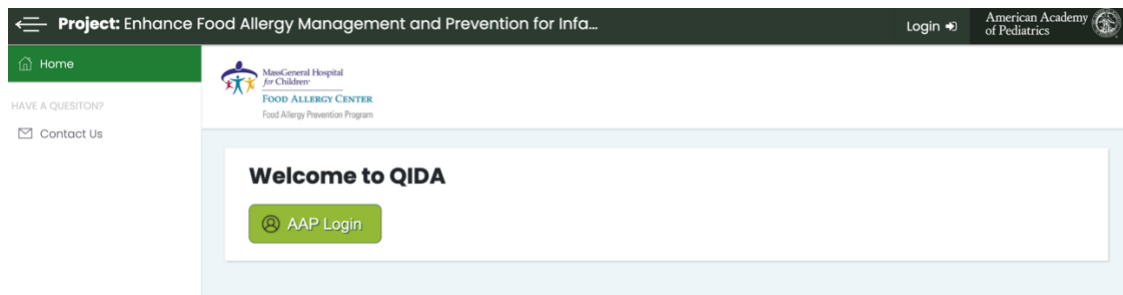 Project: Enhance Food Allergy Management and Prevention for Infa...
Login
American Academy
of Pediatrics
Home
HAVE A QUESITON?
Contact Us
MassGeneral Hospital
for Children
FOOD ALLERGY CENTER
Food Allergy Prevention Program
Welcome to QIDA
AAP Login